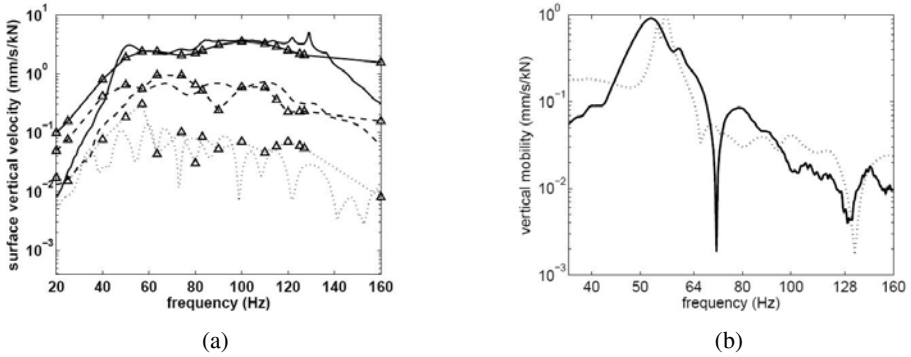 surface vertical velocity (mm/s/kN)
10¹
10⁰
10⁻¹
10⁻²
10⁻³
20 40 60 80 100 120 140 160
frequency (Hz)
(a)
vertical mobility (mm/s/kN)
10⁰
10⁻¹
10⁻²
10⁻³
40 50 64 80 100 128 160
frequency (Hz)
(b)